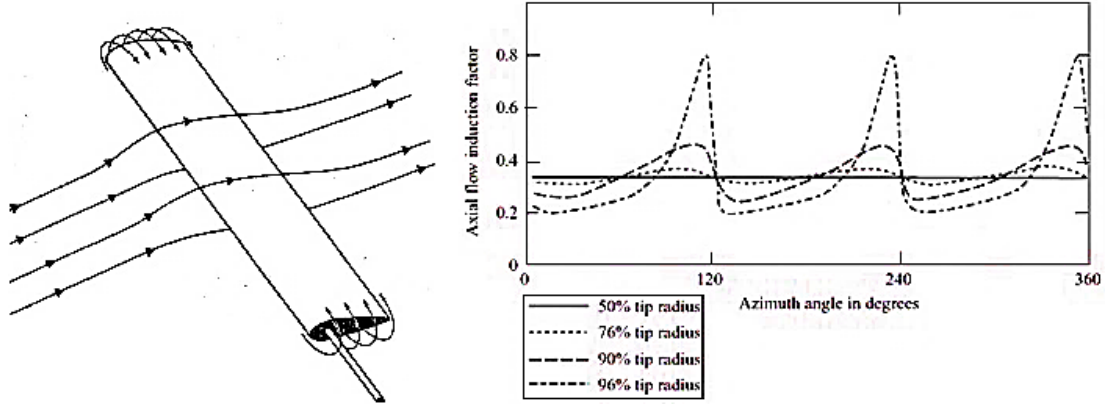 0.8
0.6
0.4
0.2
0
Axial flow induction factor
0
120
240
360
Azimuth angle in degrees
50% tip radius
76% tip radius
90% tip radius
96% tip radius